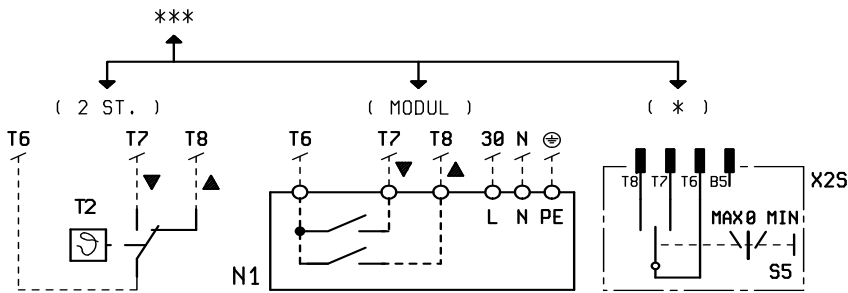 ***
( 2 ST. ) ( MODUL ) ( * )
T6 T7 T8 T6 T7 T8 30 N
T8 T7 T6 B5 X2S
T2 L N PE MAX 0 MIN
N1 S5